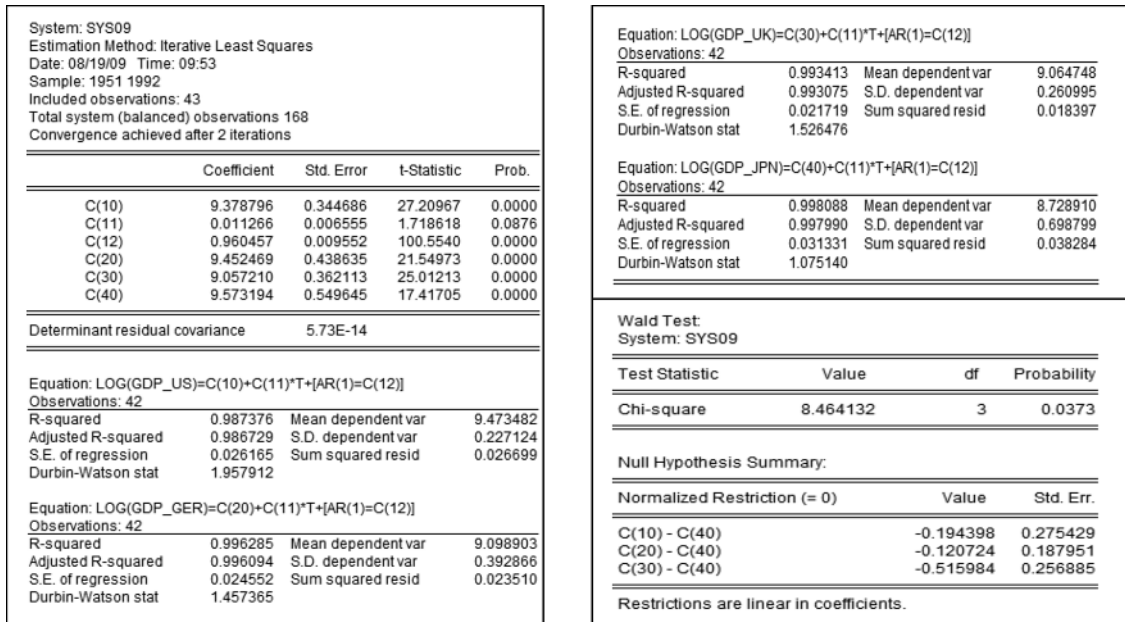 System: SYS09
Estimation Method: Iterative Least Squares
Date: 08/19/09 Time: 09:53
Sample: 1951 1992
Included observations: 43
Total system (balanced) observations 168
Convergence achieved after 2 iterations
Coefficient Std. Error t-Statistic Prob.
C(10) 9.378796 0.344686 27.20967 0.0000
C(11) 0.011266 0.006555 1.718618 0.0876
C(12) 0.960457 0.009552 100.5540 0.0000
C(20) 9.452469 0.438635 21.54973 0.0000
C(30) 9.057210 0.362113 25.01213 0.0000
C(40) 9.573194 0.549645 17.41705 0.0000
Determinant residual covariance 5.73E-14
Equation: LOG(GDP_US)=C(10)+C(11)*T+[AR(1)=C(12)]
Observations: 42
R-squared 0.987376 Mean dependent var 9.473482
Adjusted R-squared 0.986729 S.D. dependent var 0.227124
S.E. of regression 0.026165 Sum squared resid 0.026699
Durbin-Watson stat 1.957912
Equation: LOG(GDP_GER)=C(20)+C(11)*T+[AR(1)=C(12)]
Observations: 42
R-squared 0.996285 Mean dependent var 9.098903
Adjusted R-squared 0.996094 S.D. dependent var 0.392866
S.E. of regression 0.024552 Sum squared resid 0.023510
Durbin-Watson stat 1.457365
Equation: LOG(GDP_UK)=C(30)+C(11)*T+[AR(1)=C(12)]
Observations: 42
R-squared 0.993413 Mean dependent var 9.064748
Adjusted R-squared 0.993075 S.D. dependent var 0.260995
S.E. of regression 0.021719 Sum squared resid 0.018397
Durbin-Watson stat 1.526476
Equation: LOG(GDP_JPN)=C(40)+C(11)*T+[AR(1)=C(12)]
Observations: 42
R-squared 0.998088 Mean dependent var 8.728910
Adjusted R-squared 0.997990 S.D. dependent var 0.698799
S.E. of regression 0.031331 Sum squared resid 0.038284
Durbin-Watson stat 1.075140
Wald Test:
System: SYS09
Test Statistic Value df Probability
Chi-square 8.464132 3 0.0373
Null Hypothesis Summary:
Normalized Restriction (= 0) Value Std. Err.
C(10) - C(40) -0.194398 0.275429
C(20) - C(40) -0.120724 0.187951
C(30) - C(40) -0.515984 0.256885
Restrictions are linear in coefficients.